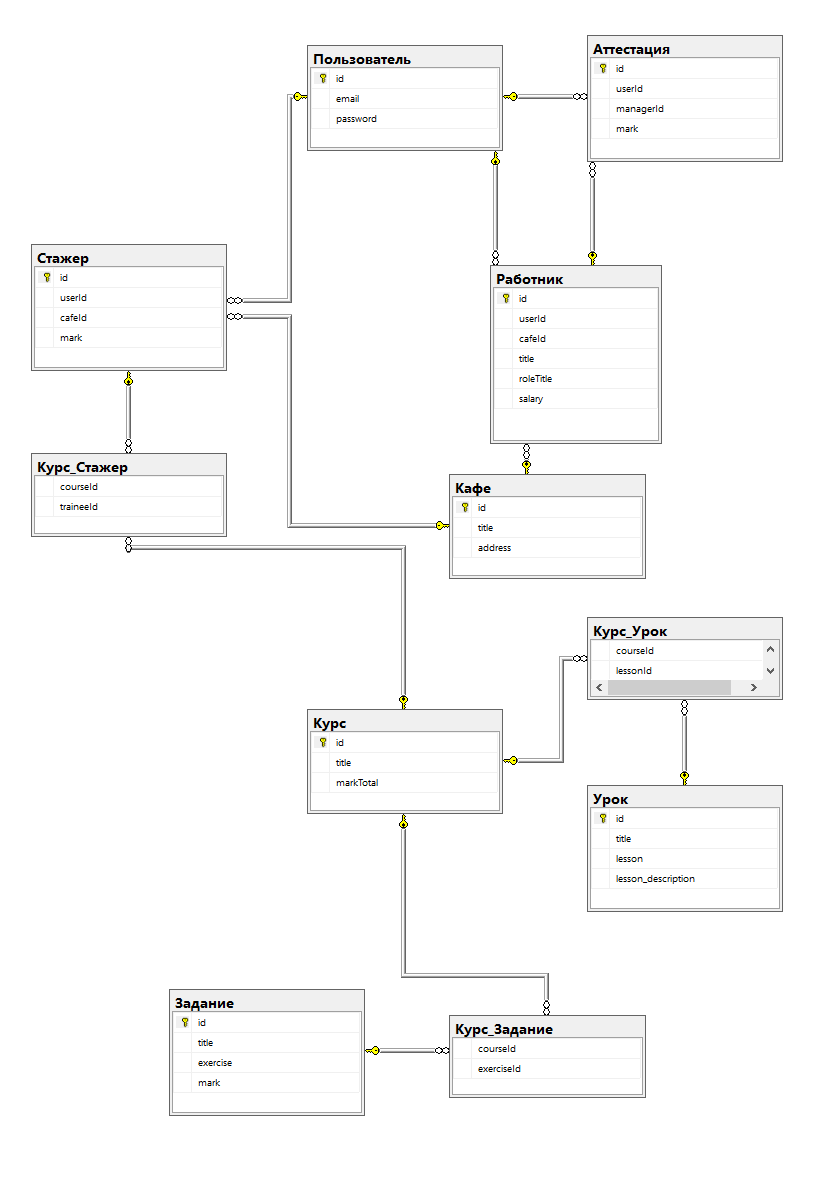 Пользователь
id
email
password
Аттестация
id
userId
managerId
mark
Стажер
id
userId
cafeId
mark
Работник
id
userId
cafeId
title
roleTitle
salary
Курс_Стажер
courseId
traineeId
Кафе
id
title
address
Курс_Урок
courseId
lessonId
Курс
id
title
markTotal
Урок
id
title
lesson
lesson_description
Задание
id
title
exercise
mark
Курс_Задание
courseId
exerciseId